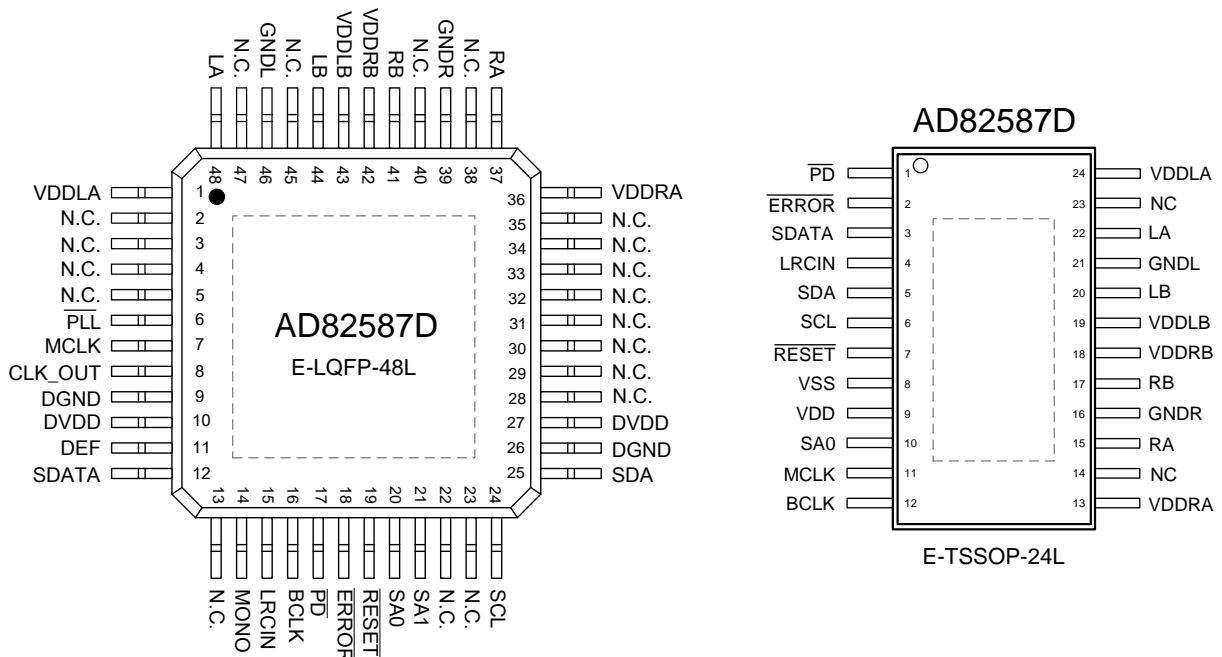 LA
N.C.
GNDL
N.C.
LB
VDDLB
VDDRB
RB
N.C.
GNDR
N.C.
RA
48
47
46
45
44
43
42
41
40
39
38
37
VDDLA 1
N.C. 2
N.C. 3
N.C. 4
N.C. 5
PLL 6
MCLK 7
CLK_OUT 8
DGND 9
DVDD 10
DEF 11
SDATA 12
AD82587D
E-LQFP-48L
36 VDDRA
35 N.C.
34 N.C.
33 N.C.
32 N.C.
31 N.C.
30 N.C.
29 N.C.
28 N.C.
27 DVDD
26 DGND
25 SDA
13
14
15
16
17
18
19
20
21
22
23
24
N.C.
MONO
LRCIN
BCLK
PD
ERROR
RESET
SA0
SA1
N.C.
N.C.
SCL
AD82587D
PD 1 24 VDDLA
ERROR 2 23 NC
SDATA 3 22 LA
LRCIN 4 21 GNDL
SDA 5 20 LB
SCL 6 19 VDDLB
RESET 7 18 VDDRB
VSS 8 17 RB
VDD 9 16 GNDR
SA0 10 15 RA
MCLK 11 14 NC
BCLK 12 13 VDDRA
E-TSSOP-24L